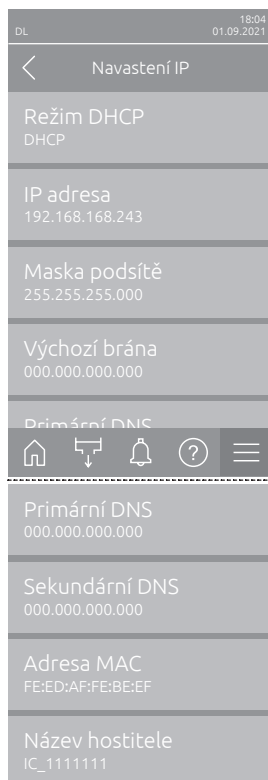 18:04
DL
01.09.2021
Navastení IP
Režim DHCP
DHCP
IP adresa
192.168.168.243
Maska podsítě
255.255.255.000
Výchozí brána
000.000.000.000
Primární DNS
?
Primární DNS
000.000.000.000
Sekundární DNS
000.000.000.000
Adresa MAC
FE:ED:AF:FE:BE:EF
Název hostitele
IC_1111111